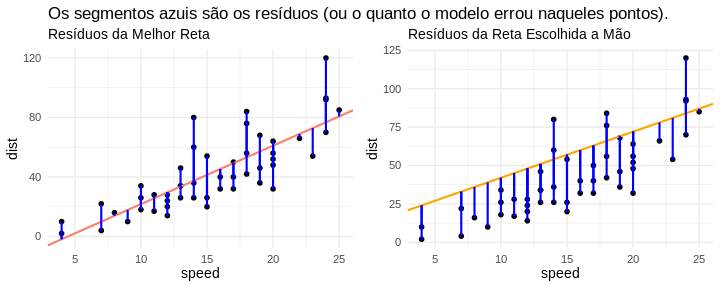 Os segmentos azuis são os resíduos (ou o quanto o modelo errou naqueles pontos).
Resíduos da Melhor Reta
Resíduos da Reta Escolhida a Mão
dist
120
80
40
0
5
10
15
20
25
speed
dist
125
100
75
50
25
0
5
10
15
20
25
speed